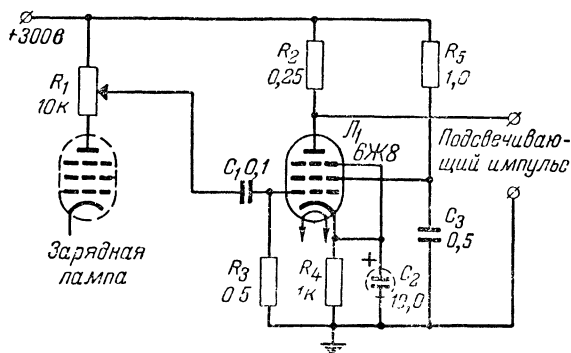 +300в
R₁
10к
R₂
0,25
R₅
1,0
Л₁
6Ж8
Подсвечиваю-
щий импульс
C₁ 0,1
Зарядная
лампа
R₃
0 5
R₄
1к
+
C₂
10,0
C₃
0,5